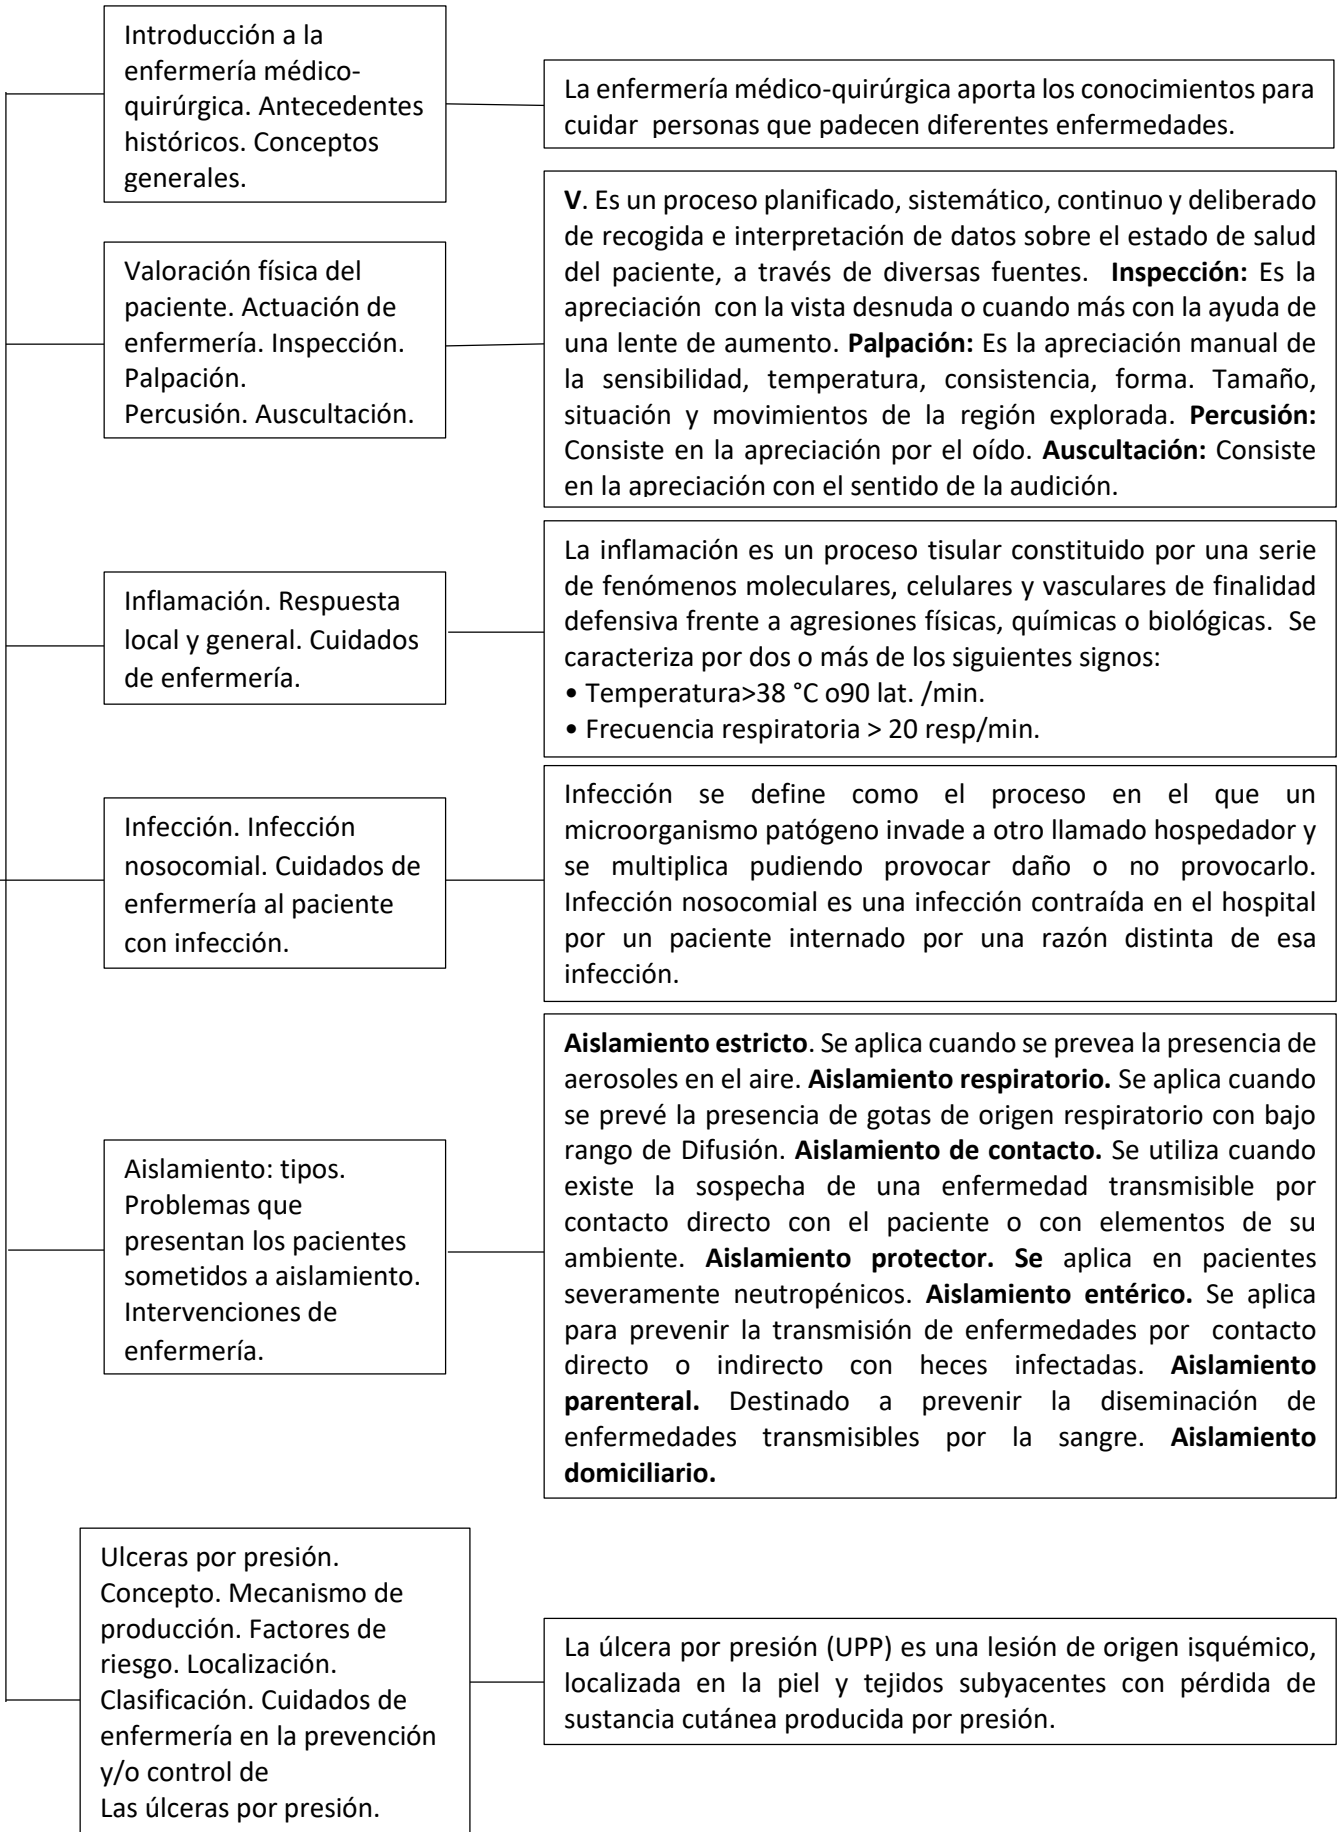 Introducción a la
enfermería médico-
quirúrgica. Antecedentes
históricos. Conceptos
generales.
La enfermería médico-quirúrgica aporta los conocimientos para
cuidar personas que padecen diferentes enfermedades.
Valoración física del
paciente. Actuación de
enfermería. Inspección.
Palpación.
Percusión. Auscultación.
V. Es un proceso planificado, sistemático, continuo y deliberado
de recogida e interpretación de datos sobre el estado de salud
del paciente, a través de diversas fuentes. Inspección: Es la
apreciación con la vista desnuda o cuando más con la ayuda de
una lente de aumento. Palpación: Es la apreciación manual de
la sensibilidad, temperatura, consistencia, forma. Tamaño,
situación y movimientos de la región explorada. Percusión:
Consiste en la apreciación por el oído. Auscultación: Consiste
en la apreciación con el sentido de la audición.
Inflamación. Respuesta
local y general. Cuidados
de enfermería.
La inflamación es un proceso tisular constituido por una serie
de fenómenos moleculares, celulares y vasculares de finalidad
defensiva frente a agresiones físicas, químicas o biológicas. Se
caracteriza por dos o más de los siguientes signos:
• Temperatura>38 °C o90 lat. /min.
• Frecuencia respiratoria > 20 resp/min.
Infección. Infección
nosocomial. Cuidados de
enfermería al paciente
con infección.
Infección se define como el proceso en el que un
microorganismo patógeno invade a otro llamado hospedador y
se multiplica pudiendo provocar daño o no provocarlo.
Infección nosocomial es una infección contraída en el hospital
por un paciente internado por una razón distinta de esa
infección.
Aislamiento: tipos.
Problemas que
presentan los pacientes
sometidos a aislamiento.
Intervenciones de
enfermería.
Aislamiento estricto. Se aplica cuando se prevea la presencia de
aerosoles en el aire. Aislamiento respiratorio. Se aplica cuando
se prevé la presencia de gotas de origen respiratorio con bajo
rango de Difusión. Aislamiento de contacto. Se utiliza cuando
existe la sospecha de una enfermedad transmisible por
contacto directo con el paciente o con elementos de su
ambiente. Aislamiento protector. Se aplica en pacientes
severamente neutropénicos. Aislamiento entérico. Se aplica
para prevenir la transmisión de enfermedades por contacto
directo o indirecto con heces infectadas. Aislamiento
parenteral. Destinado a prevenir la diseminación de
enfermedades transmisibles por la sangre. Aislamiento
domiciliario.
Ulceras por presión.
Concepto. Mecanismo de
producción. Factores de
riesgo. Localización.
Clasificación. Cuidados de
enfermería en la prevención
y/o control de
Las úlceras por presión.
La úlcera por presión (UPP) es una lesión de origen isquémico,
localizada en la piel y tejidos subyacentes con pérdida de
sustancia cutánea producida por presión.